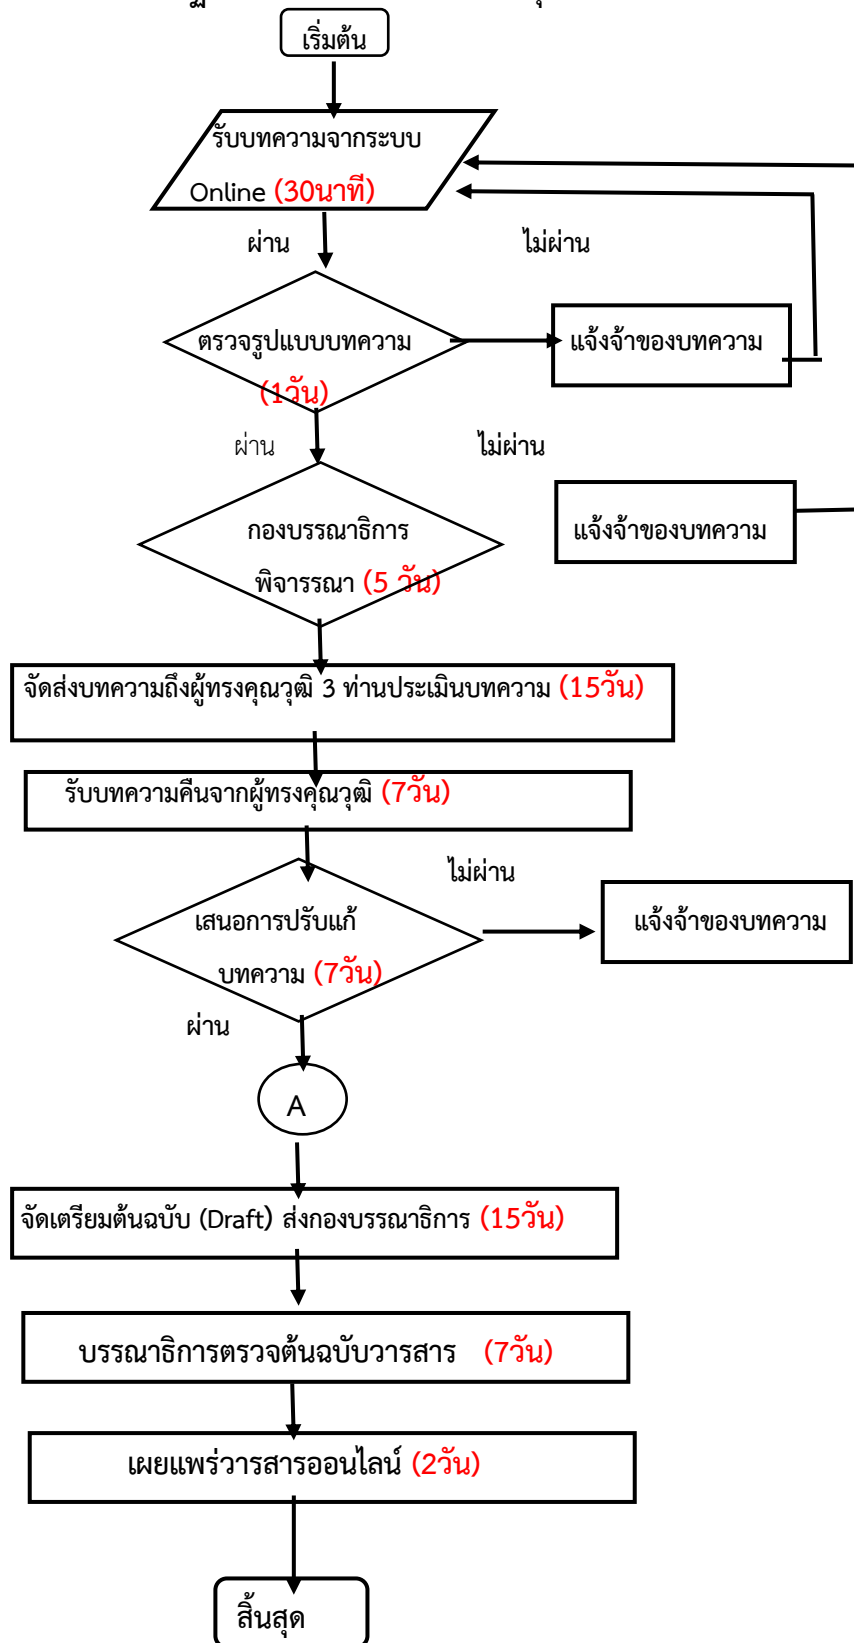 เริ่มต้น
รับบทความจากระบบ
Online (30นาที)
ผ่าน
ไม่ผ่าน
ตรวจรูปแบบบทความ
(1วัน)
แจ้งจ้าของบทความ
ผ่าน
ไม่ผ่าน
กองบรรณาธิการ
พิจารรณา (5 วัน)
แจ้งจ้าของบทความ
จัดส่งบทความถึงผู้ทรงคุณวุฒิ 3 ท่านประเมินบทความ (15วัน)
รับบทความคืนจากผู้ทรงคุณวุฒิ (7วัน)
ไม่ผ่าน
เสนอการปรับแก้
บทความ (7วัน)
แจ้งจ้าของบทความ
ผ่าน
A
จัดเตรียมต้นฉบับ (Draft) ส่งกองบรรณาธิการ (15วัน)
บรรณาธิการตรวจต้นฉบับวารสาร (7วัน)
เผยแพร่วารสารออนไลน์ (2วัน)
สิ้นสุด